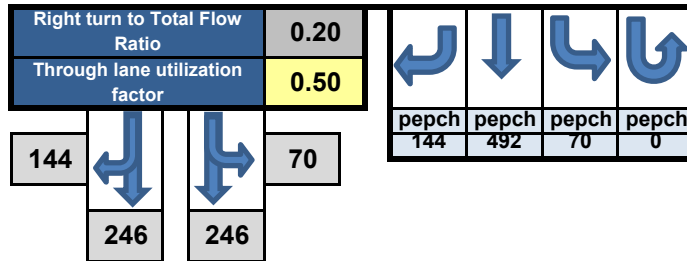 Right turn to Total Flow
Ratio
0.20
Through lane utilization
factor
0.50
144
70
246
246
pepch pepch pepch pepch
144 492 70 0